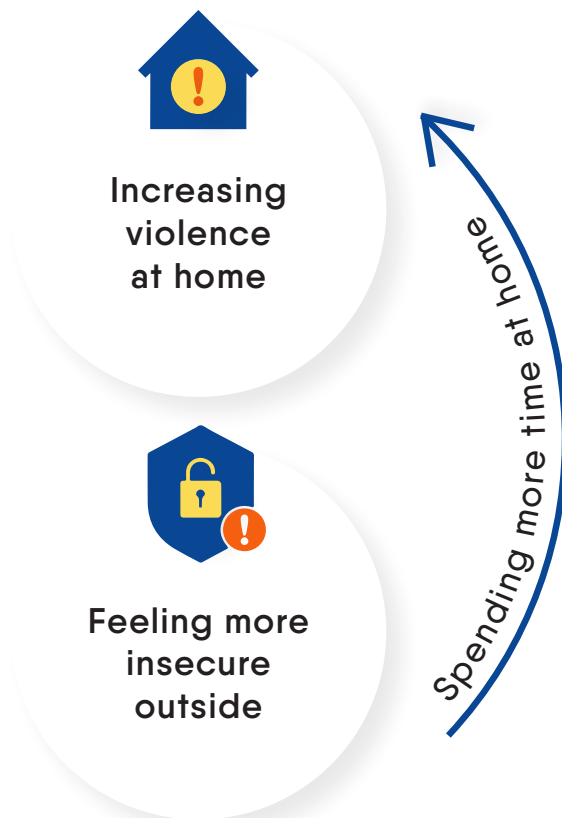 Increasing
violence
at home
Feeling more
insecure
outside
Spending more time at home